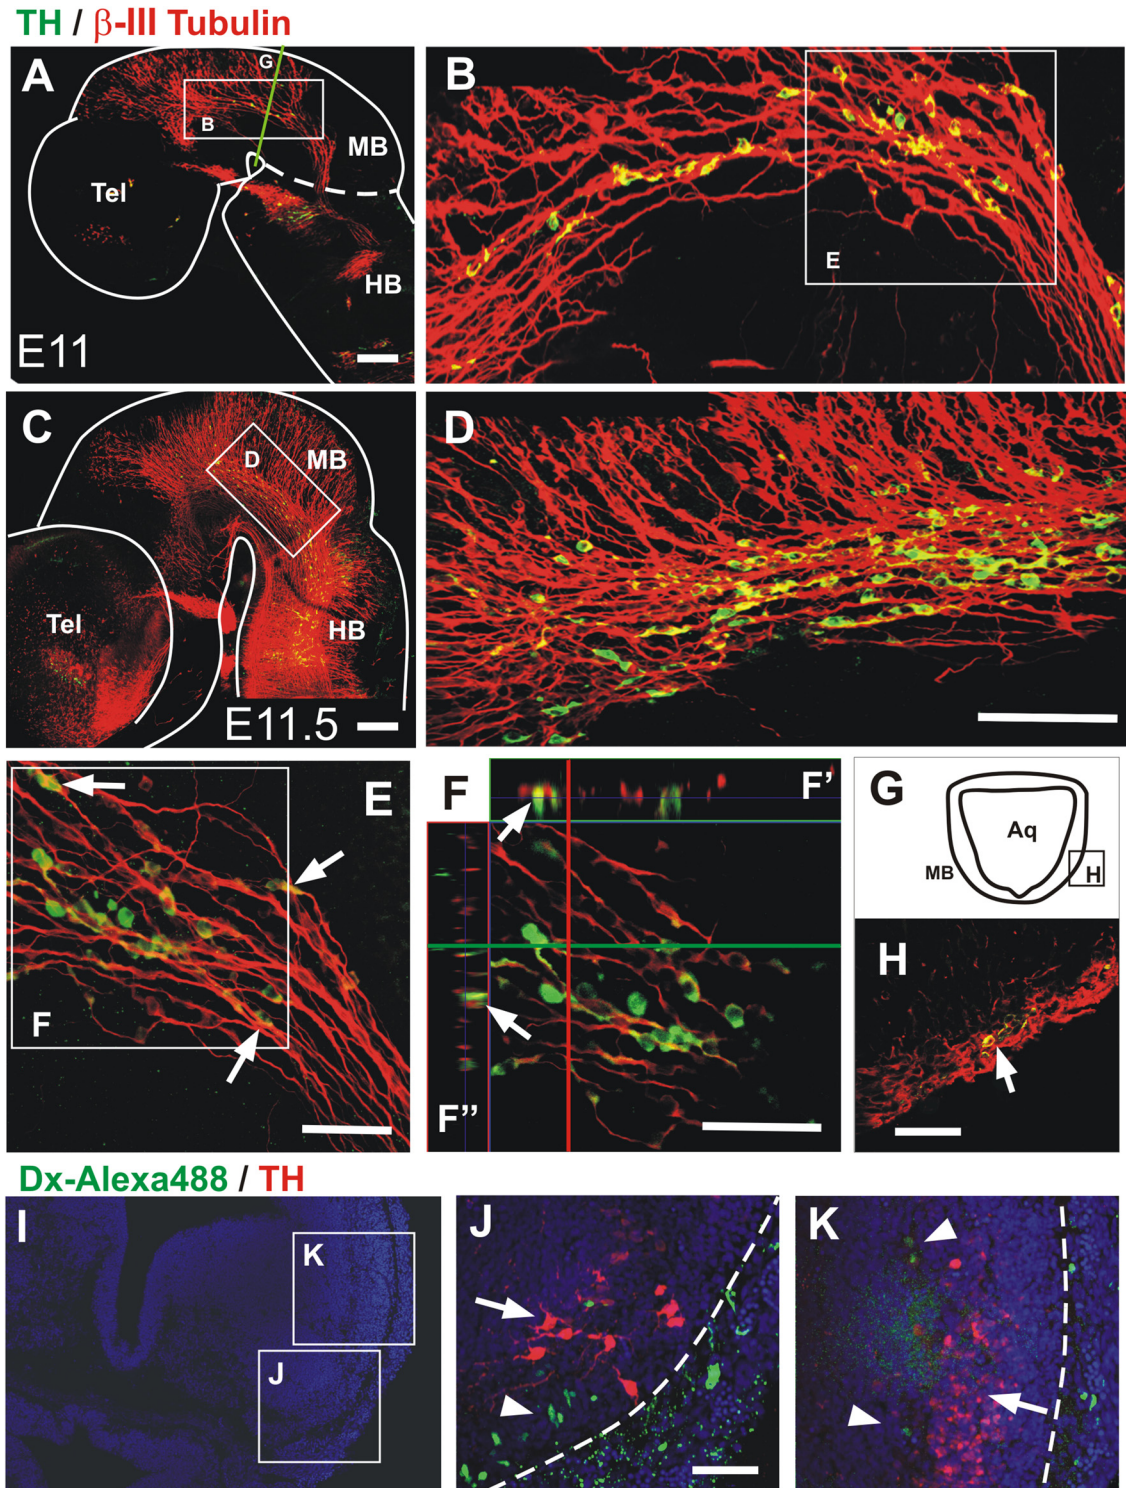 TH / β-III Tubulin
A
G
B
MB
Tel
HB
E11
B
E
C
D
MB
Tel
HB
E11.5
D
E
F
F
F’
F”
G
Aq
MB
H
H
Dx-Alexa488 / TH
I
K
J
J
K